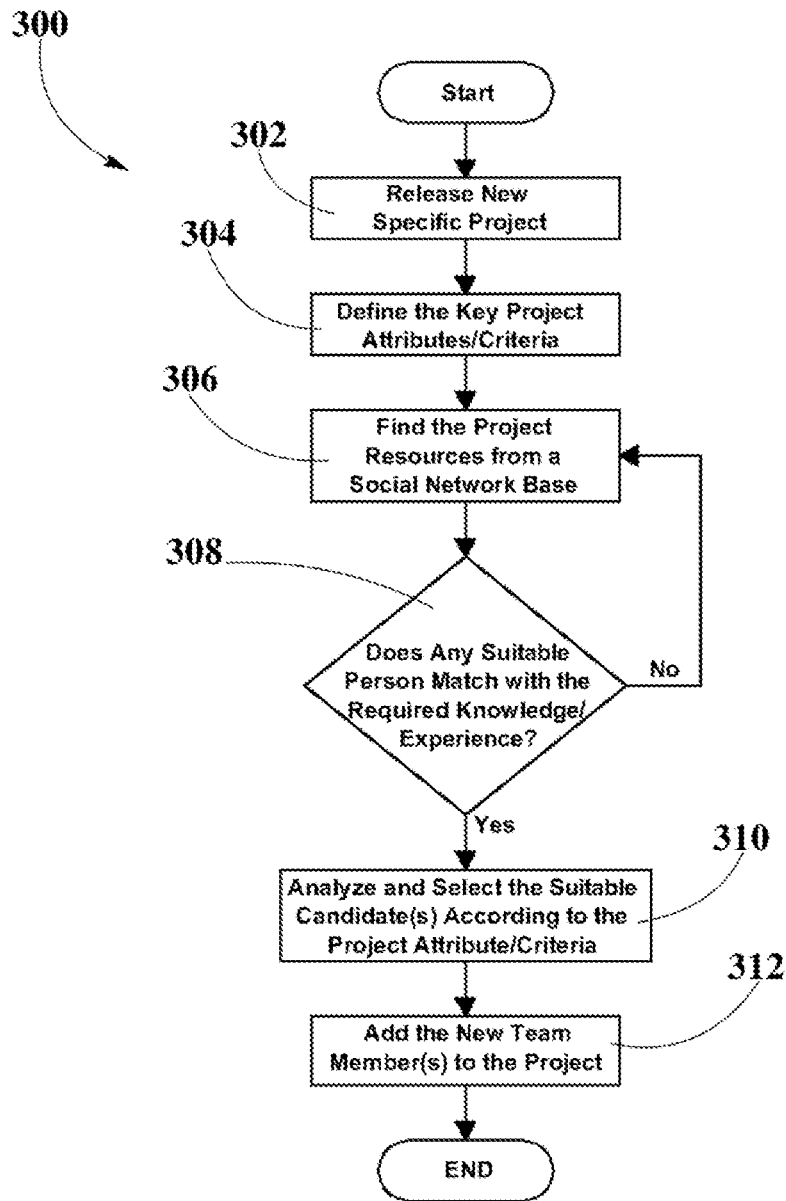 300
Start
302
Release New
Specific Project
304
Define the Key Project
Attributes/Criteria
306
Find the Project
Resources from a
Social Network Base
308
Does Any Suitable
Person Match with the
Required Knowledge/
Experience?
No
Yes
310
Analyze and Select the Suitable
Candidate(s) According to the
Project Attribute/Criteria
312
Add the New Team
Member(s) to the Project
END